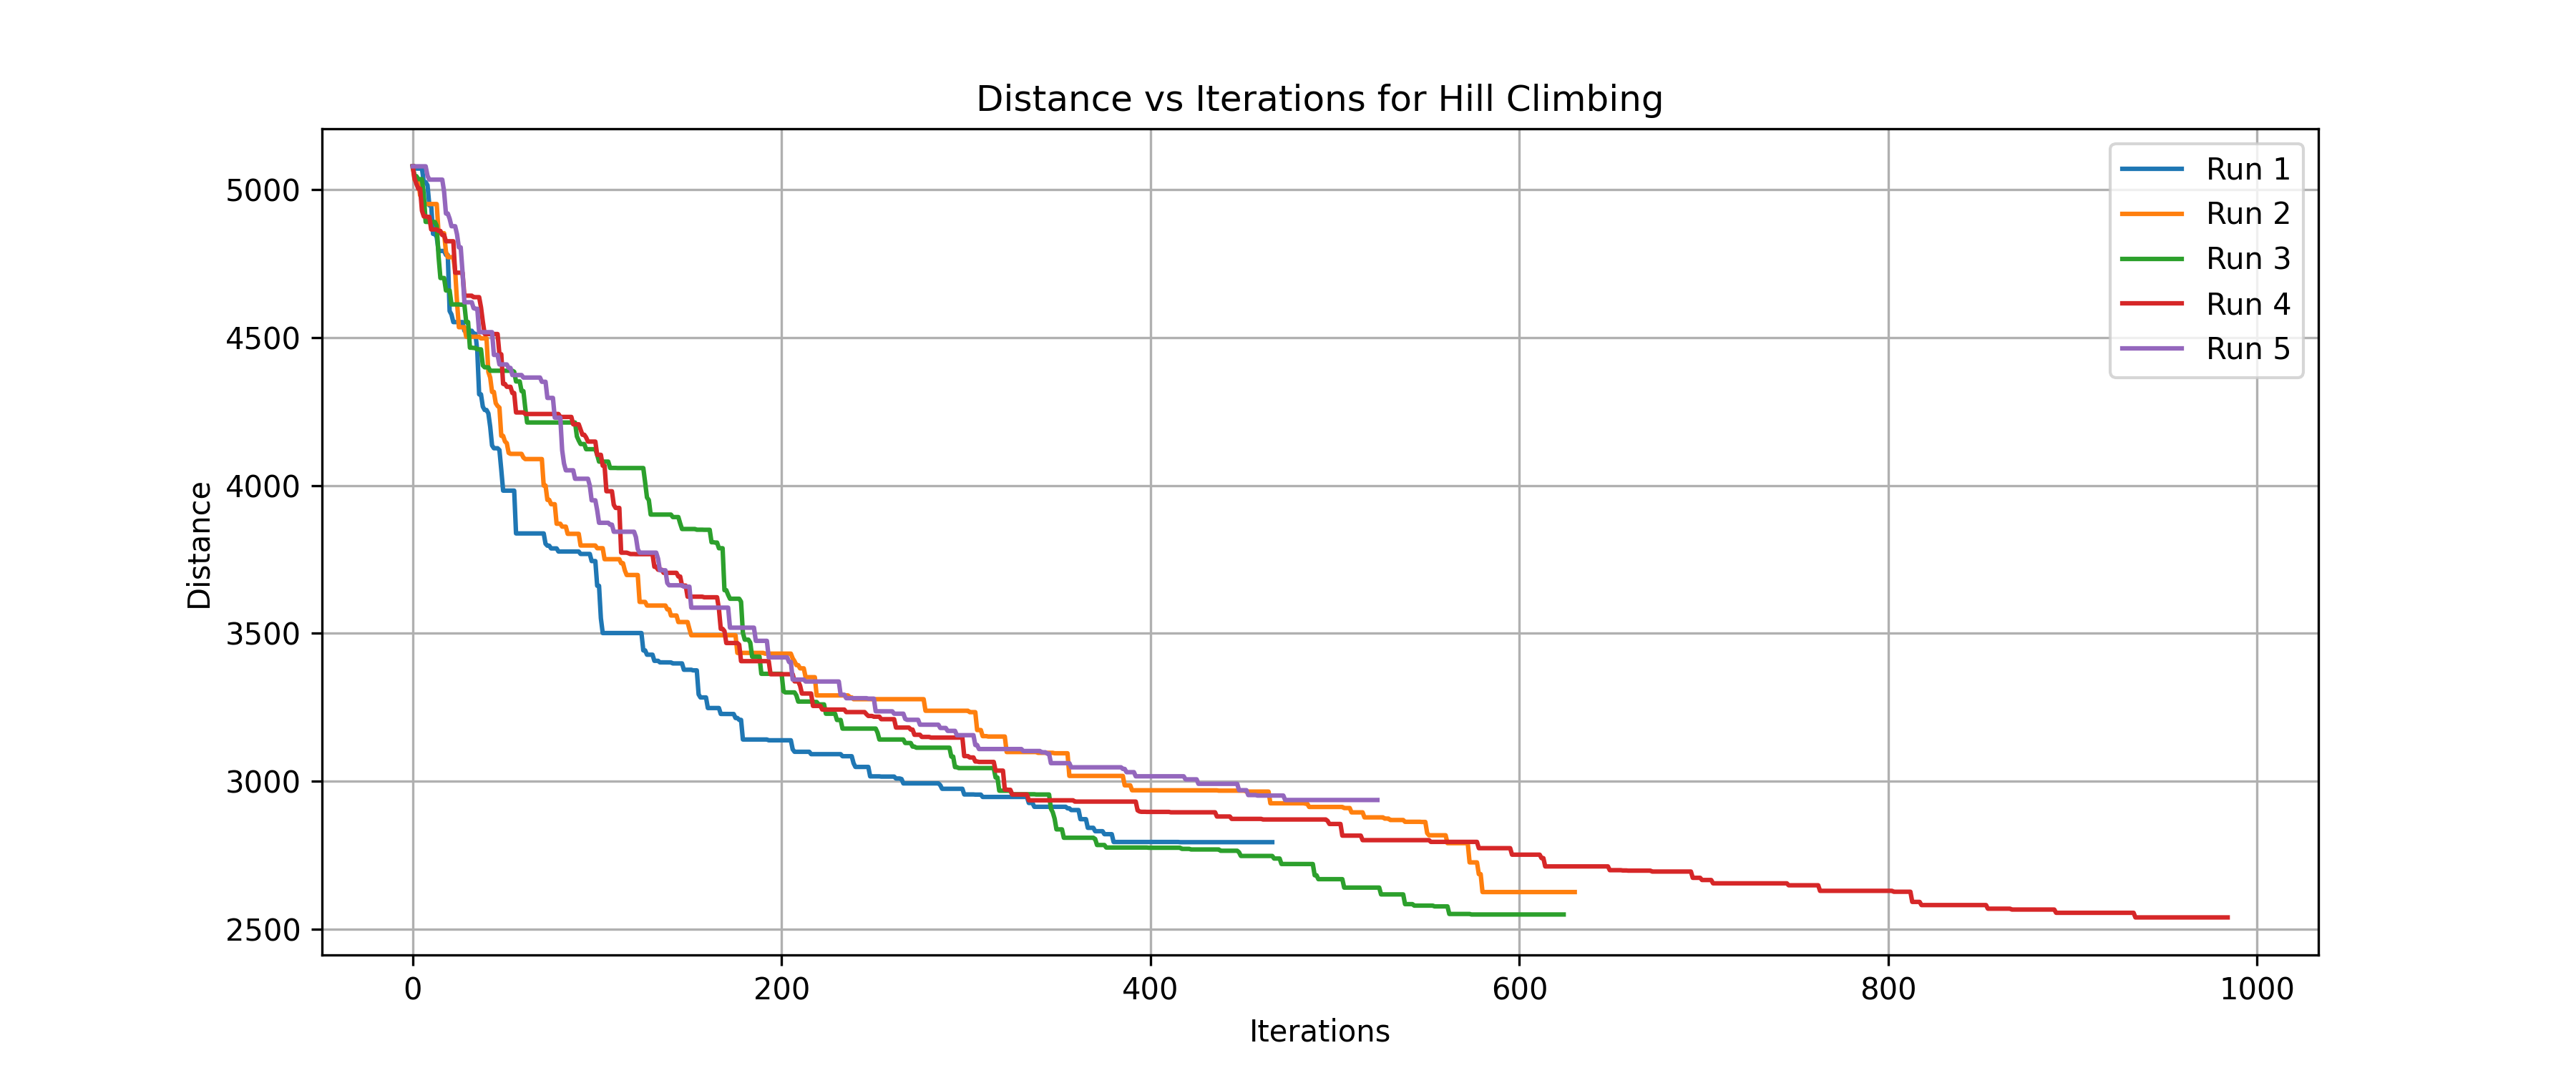 Distance vs Iterations for Hill Climbing
Run 1
Run 2
Run 3
Run 4
Run 5
5000
4500
4000
3500
3000
2500
Distance
0 200 400 600 800 1000
Iterations